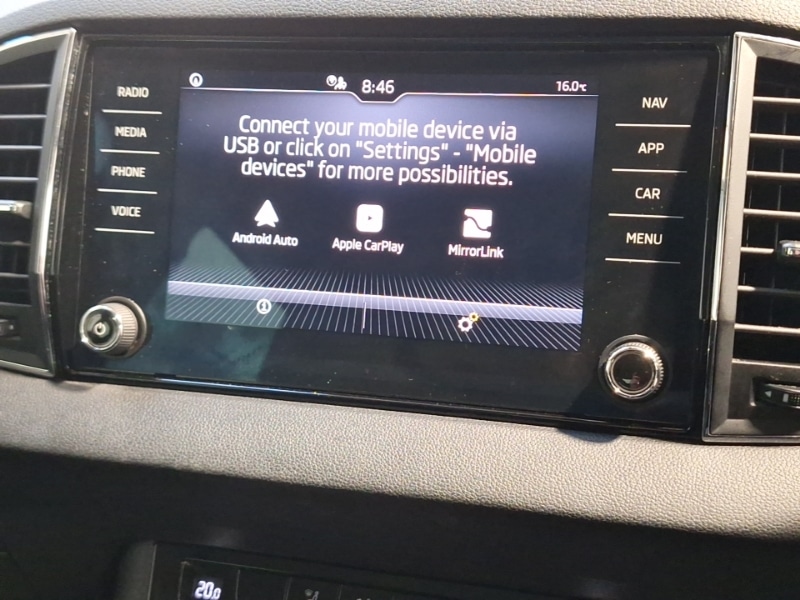 8:46
16.0°C
RADIO
MEDIA
PHONE
VOICE
Connect your mobile device via
USB or click on "Settings" - "Mobile
devices" for more possibilities.
Android Auto
Apple CarPlay
MirrorLink
NAV
APP
CAR
MENU
20.0